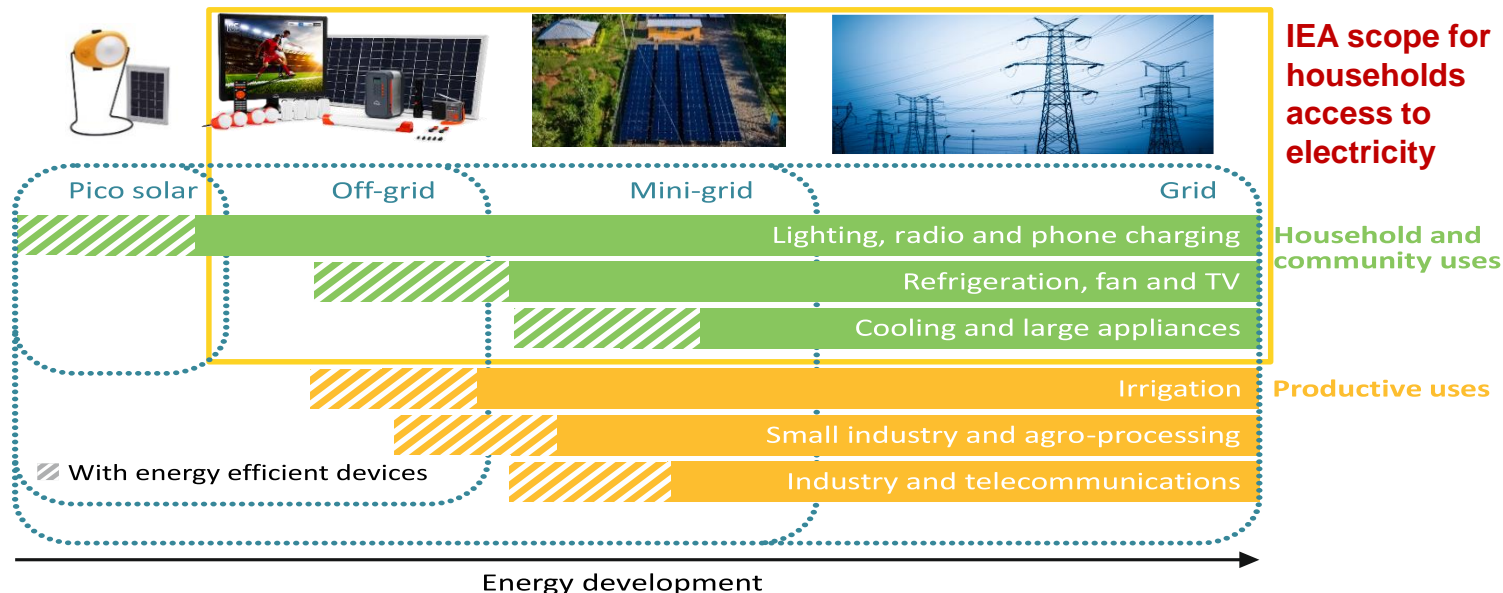 IEA scope for
households
access to
electricity
Pico solar
Off-grid
Mini-grid
Grid
Lighting, radio and phone charging
Household and
community uses
Refrigeration, fan and TV
Cooling and large appliances
Irrigation
Productive uses
Small industry and agro-processing
With energy efficient devices
Industry and telecommunications
Energy development